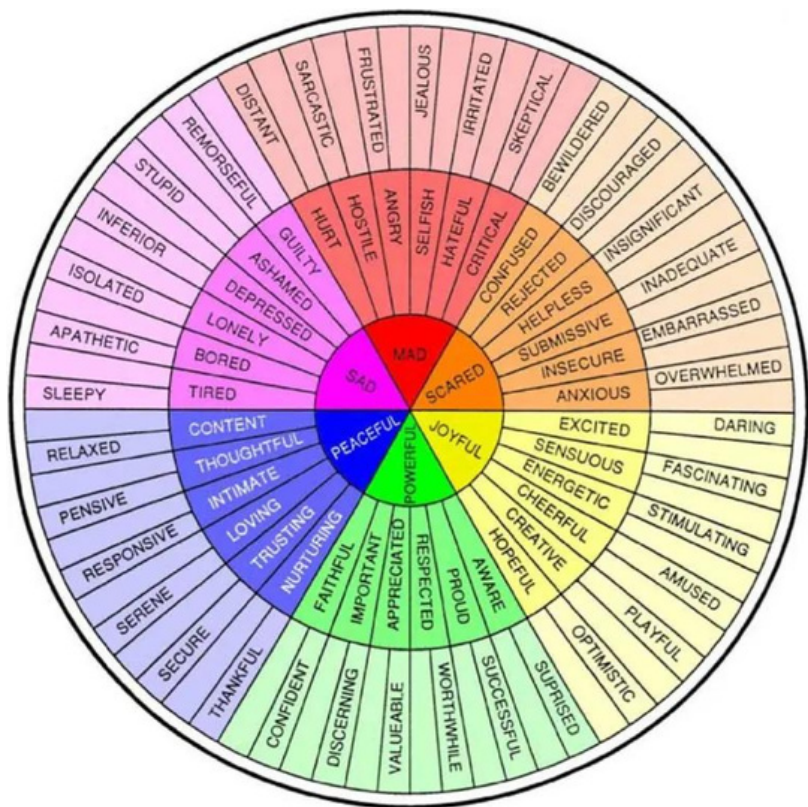 MAD
SCARED
JOYFUL
POWERFUL
PEACEFUL
SAD
HURT
HOSTILE
ANGRY
SELFISH
HATEFUL
CRITICAL
CONFUSED
REJECTED
HELPLESS
SUBMISSIVE
INSECURE
ANXIOUS
EXCITED
SENSUOUS
ENERGETIC
CHEERFUL
CREATIVE
HOPEFUL
AWARE
PROUD
RESPECTED
APPRECIATED
IMPORTANT
FAITHFUL
NURTURING
TRUSTING
LOVING
INTIMATE
THOUGHTFUL
CONTENT
TIRED
BORED
LONELY
DEPRESSED
ASHAMED
GUILTY
DISTANT
SARCASTIC
FRUSTRATED
JEALOUS
IRRITATED
SKEPTICAL
BEWILDERED
DISCOURAGED
INSIGNIFICANT
INADEQUATE
EMBARRASSED
OVERWHELMED
DARING
FASCINATING
STIMULATING
AMUSED
PLAYFUL
OPTIMISTIC
SUPRISED
SUCCESSFUL
WORTHWHILE
VALUEABLE
DISCERNING
CONFIDENT
THANKFUL
SECURE
SERENE
RESPONSIVE
PENSIVE
RELAXED
SLEEPY
APATHETIC
ISOLATED
INFERIOR
STUPID
REMORSEFUL